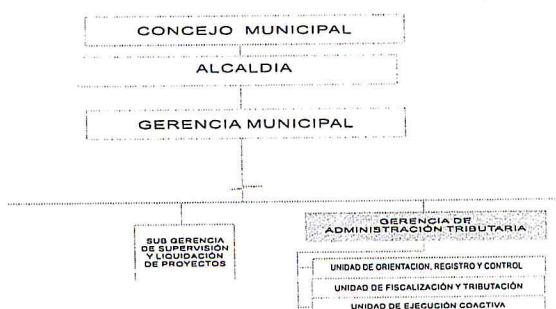 CONCEJO MUNICIPAL
ALCALDIA
GERENCIA MUNICIPAL
SUB GERENCIA
DE SUPERVISIÓN
Y LIQUIDACIÓN
DE PROYECTOS
GERENCIA DE
ADMINISTRACIÓN TRIBUTARIA
UNIDAD DE ORIENTACION, REGISTRO Y CONTROL
UNIDAD DE FISCALIZACIÓN Y TRIBUTACIÓN
UNIDAD DE EJECUCIÓN COACTIVA